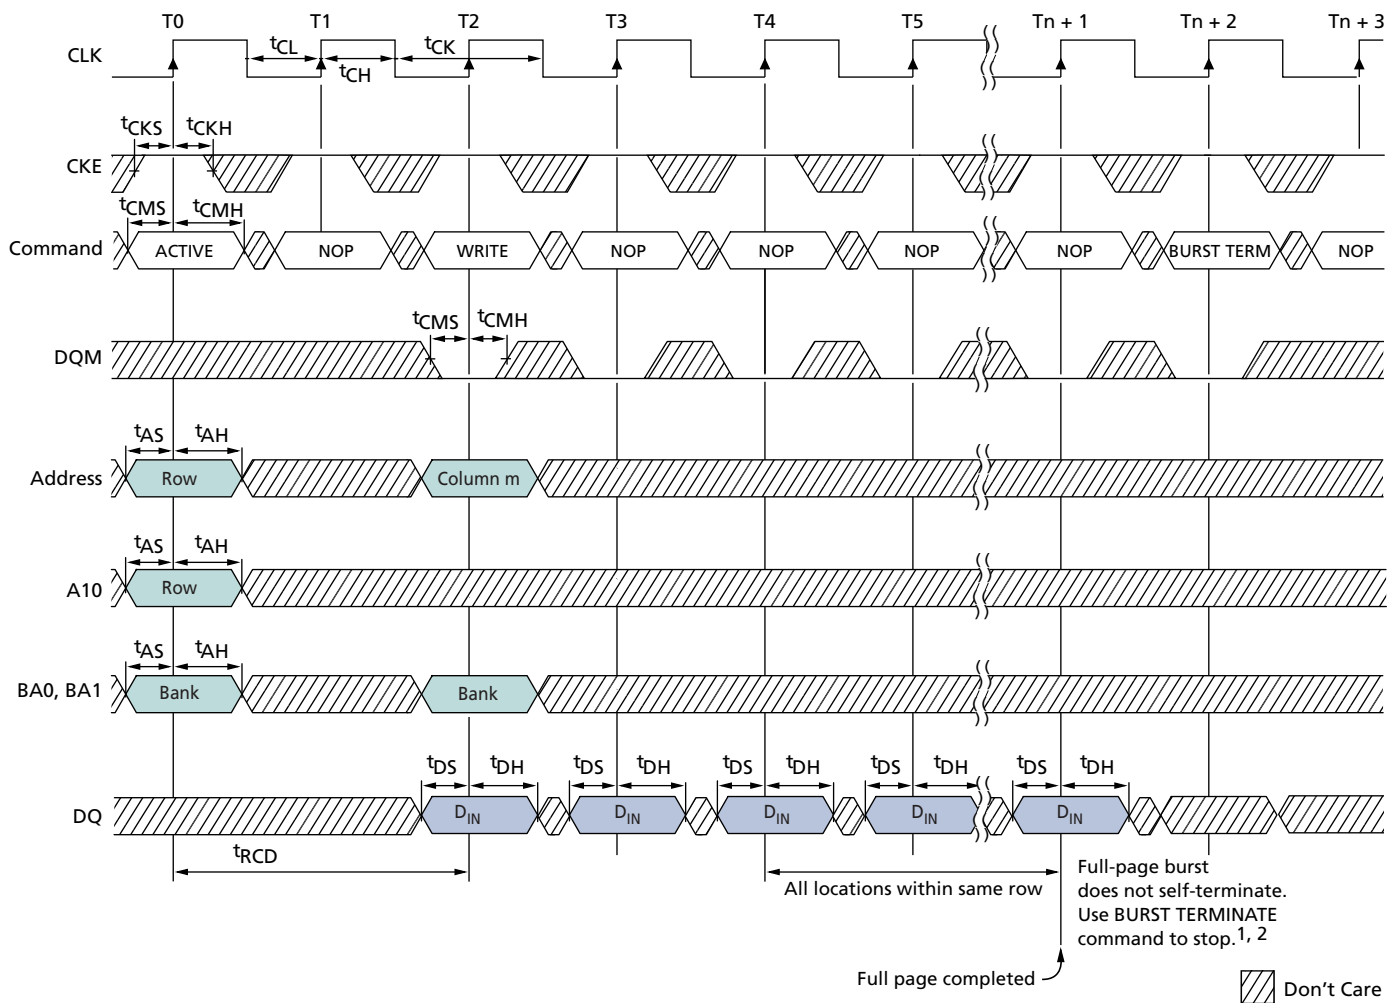 T0 T1 T2 T3 T4 T5 Tn + 1 Tn + 2 Tn + 3
CLK tCL tCH tCK
tCKS tCKH
CKE
tCMS tCMH
Command ACTIVE NOP WRITE NOP NOP NOP NOP BURST TERM NOP
tCMS tCMH
DQM
tAS tAH
Address Row Column m
tAS tAH
A10 Row
tAS tAH
BA0, BA1 Bank Bank
tDS tDH tDS tDH tDS tDH tDS tDH tDS tDH
DQ DIN DIN DIN DIN DIN
tRCD
All locations within same row
Full-page burst
does not self-terminate.
Use BURST TERMINATE
command to stop.1, 2
Full page completed
Don't Care